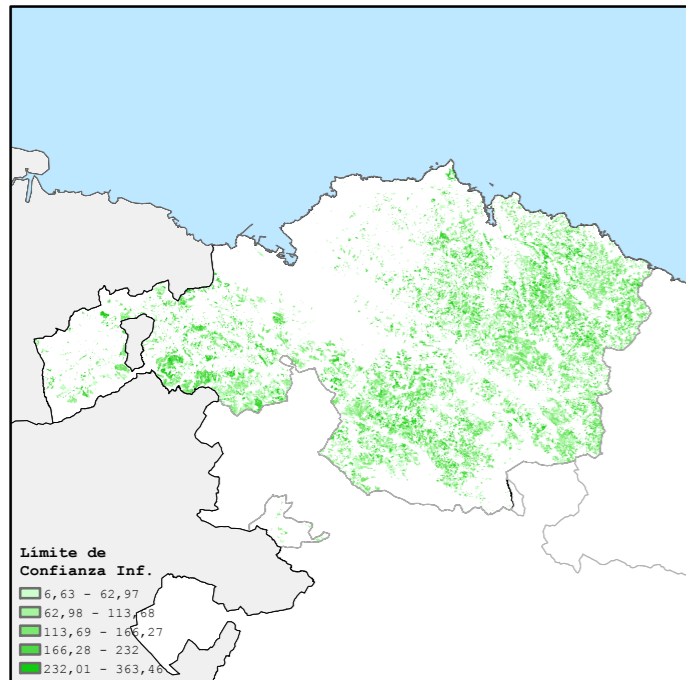 Límite de
Confianza Inf.
6,63 - 62,97
62,98 - 113,68
113,69 - 166,27
166,28 - 232
232,01 - 363,46